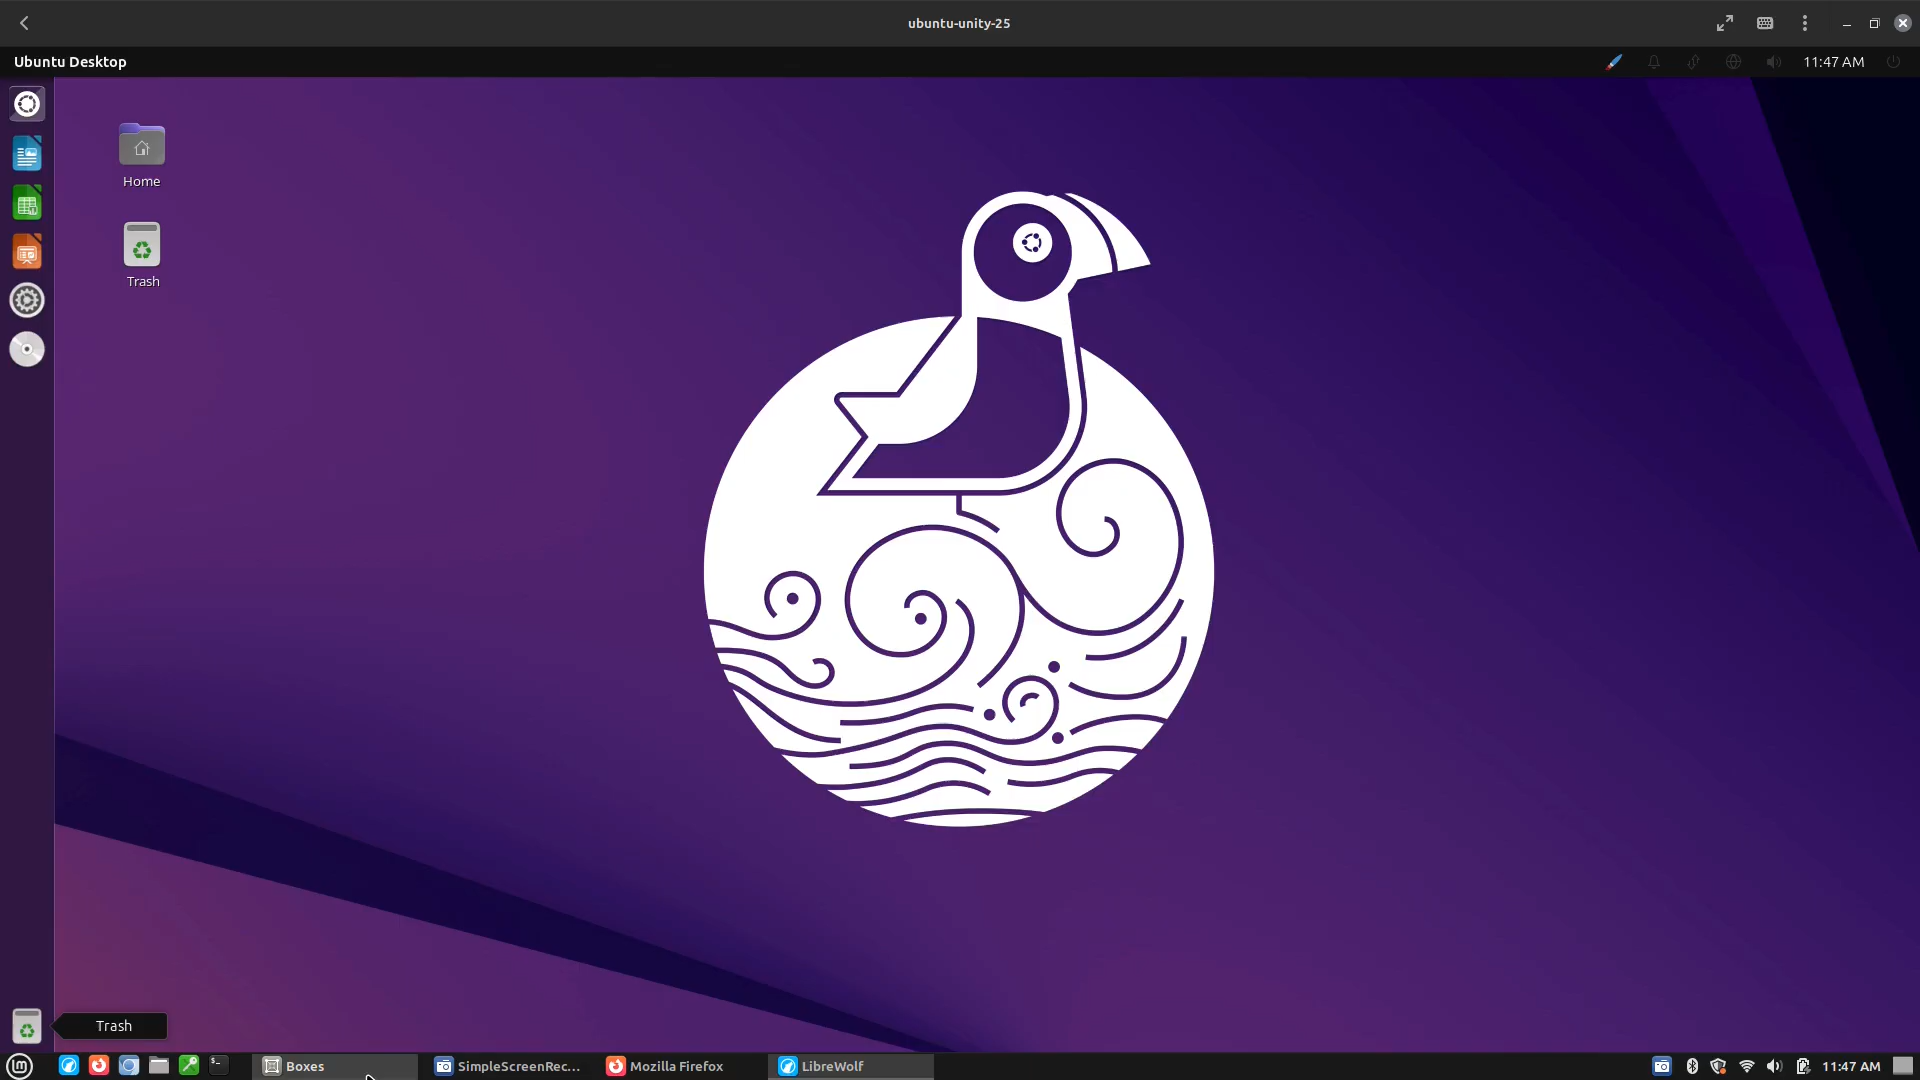 ubuntu-unity-25
Ubuntu Desktop
11:47 AM
Home
Trash
Trash
Boxes
SimpleScreenRec...
Mozilla Firefox
LibreWolf
11:47 AM